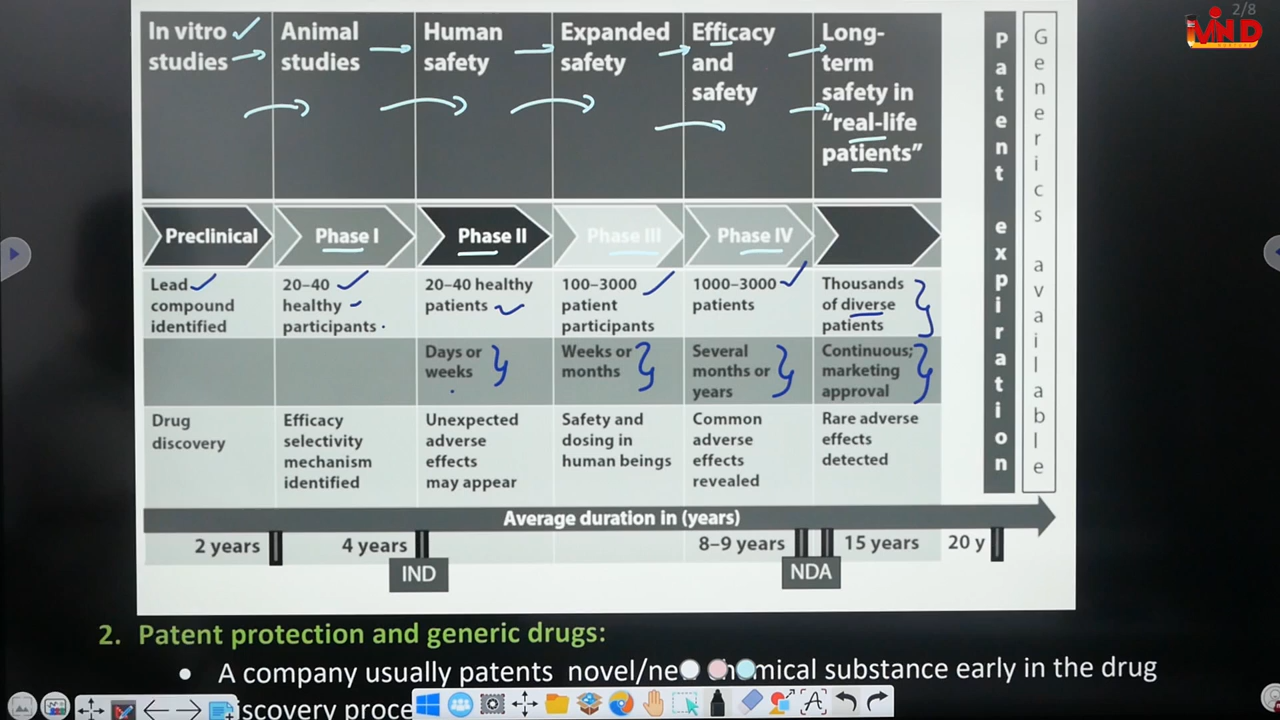 2/8
MIND
In vitro
studies
Animal
studies
Human
safety
Expanded
safety
Efficacy
and
safety
Long-
term
safety in
“real-life
patients”
Patent expiration
Generics available
Preclinical
Phase I
Phase II
Phase III
Phase IV
Lead
compound
identified
20–40
healthy
participants
20–40 healthy
patients
100–3000
patient
participants
1000–3000
patients
Thousands
of diverse
patients
Days or
weeks
Weeks or
months
Several
months or
years
Continuous;
marketing
approval
Drug
discovery
Efficacy
selectivity
mechanism
identified
Unexpected
adverse
effects
may appear
Safety and
dosing in
human beings
Common
adverse
effects
revealed
Rare adverse
effects
detected
Average duration in (years)
2 years
4 years
8–9 years
15 years
20 y
IND
NDA
2. Patent protection and generic drugs:
• A company usually patents novel/ne mical substance early in the drug
iscovery proce